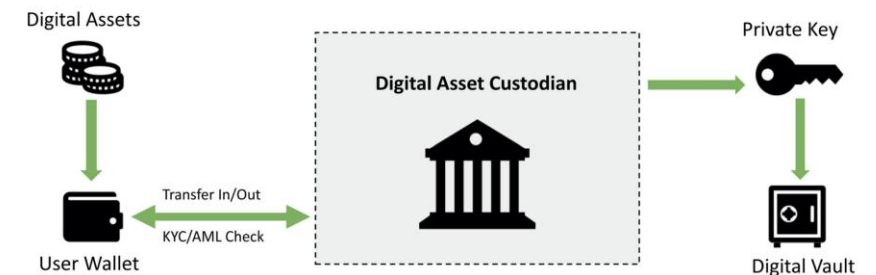 Digital Assets
Private Key
Digital Asset Custodian
Transfer In/Out
KYC/AML Check
User Wallet
Digital Vault